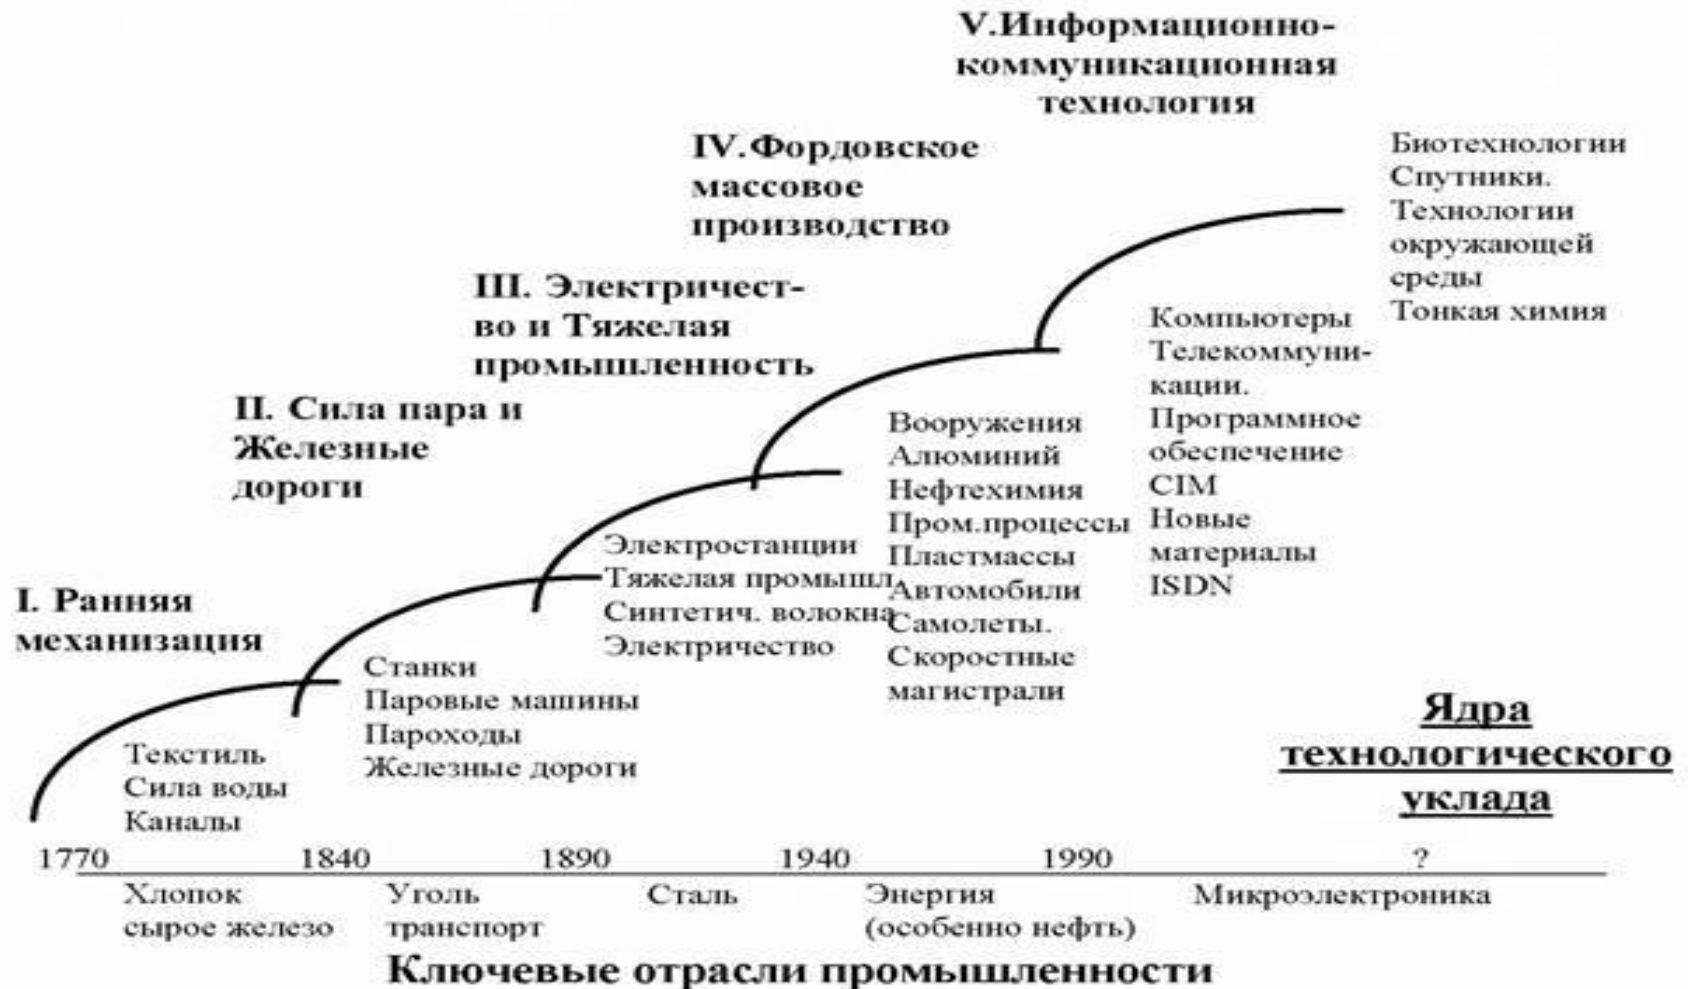 V.Информационно-
коммуникационная
технология
IV.Фордовское
массовое
производство
Биотехнологии
Спутники.
Технологии
окружающей
среды
Тонкая химия
III. Электричест-
во и Тяжелая
промышленность
Компьютеры
Телекоммуни-
кации.
Программное
обеспечение
CIM
Новые
материалы
ISDN
II. Сила пара и
Железные
дороги
Вооружения
Алюминий
Нефтехимия
Пром.процессы
Пластмассы
Автомобили
Самолеты.
Скоростные
магистрали
Электростанции
Тяжелая промышл.
Синтетич. волокна
Электричество
I. Ранняя
механизация
Станки
Паровые машины
Пароходы
Железные дороги
Текстиль
Сила воды
Каналы
Ядра
технологического
уклада
1770 1840 1890 1940 1990 ?
Хлопок
сырое железо
Уголь
транспорт
Сталь
Энергия
(особенно нефть)
Микроэлектроника
Ключевые отрасли промышленности